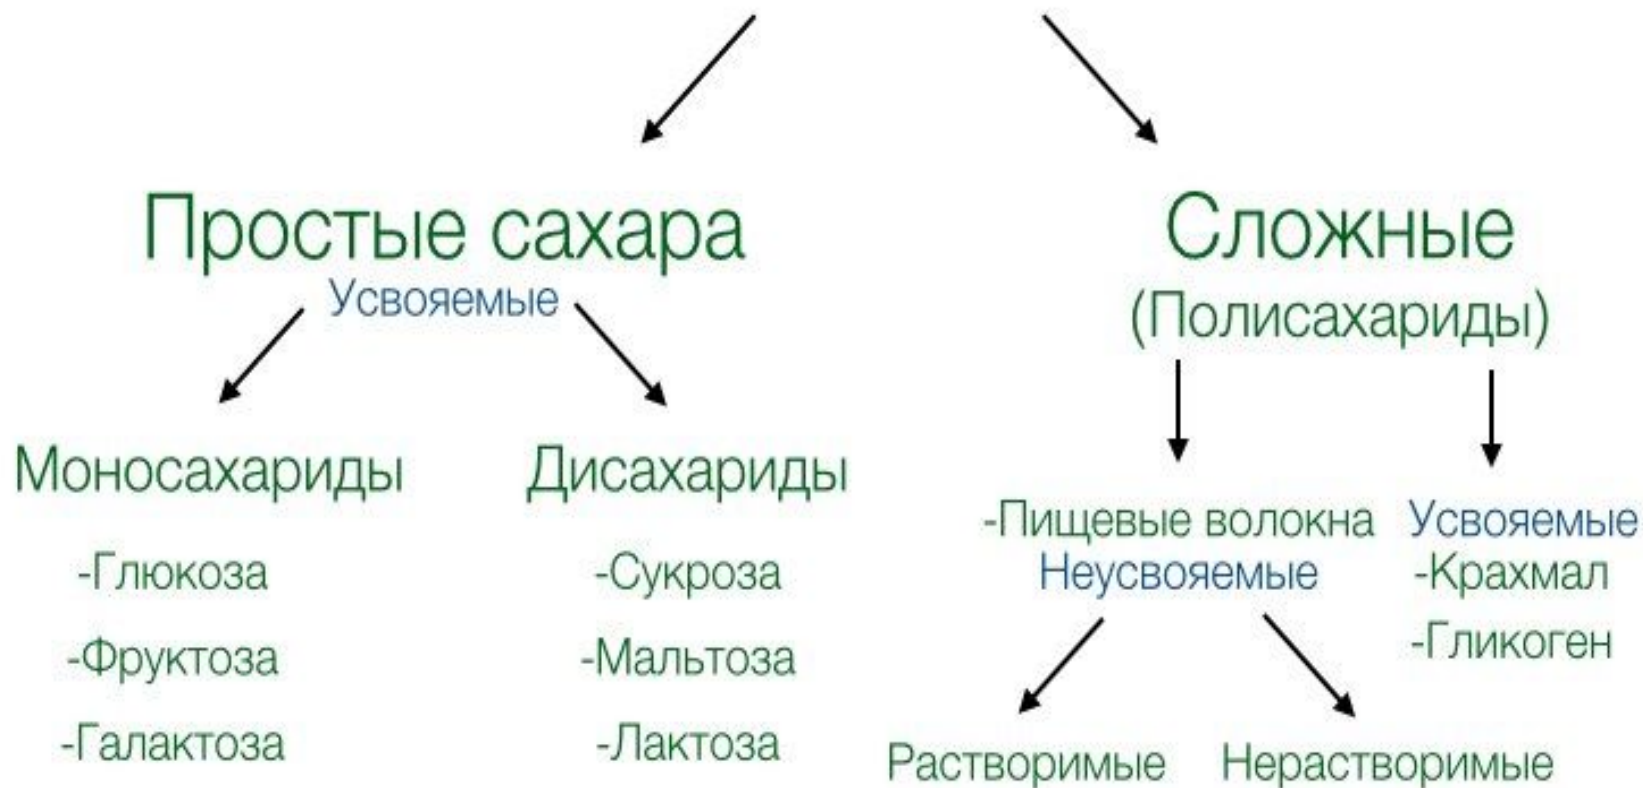 Простые сахара
Усвояемые
Моносахариды
-Глюкоза
-Фруктоза
-Галактоза
Дисахариды
-Сукроза
-Мальтоза
-Лактоза
Сложные
(Полисахариды)
-Пищевые волокна
Неусвояемые
Растворимые
Нерастворимые
Усвояемые
-Крахмал
-Гликоген